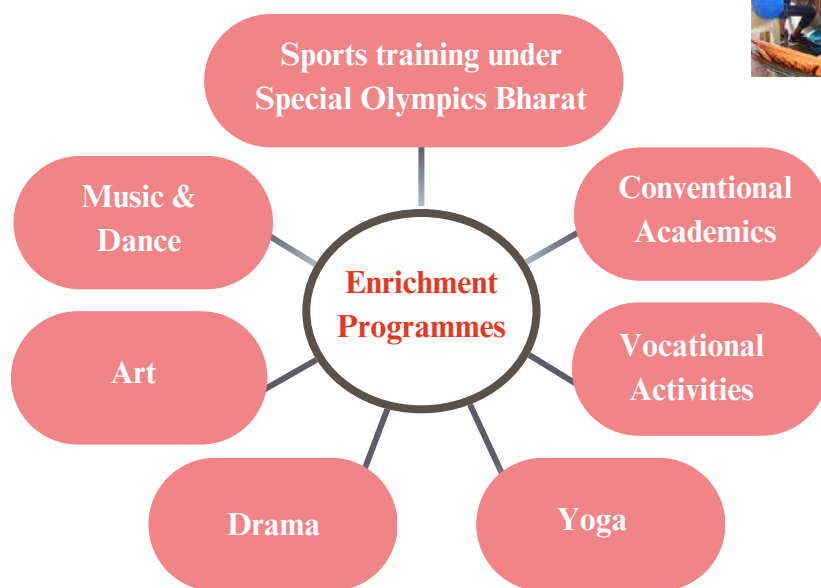 Sports training under
Special Olympics Bharat
Music &
Dance
Conventional
Academics
Enrichment
Programmes
Art
Vocational
Activities
Drama
Yoga